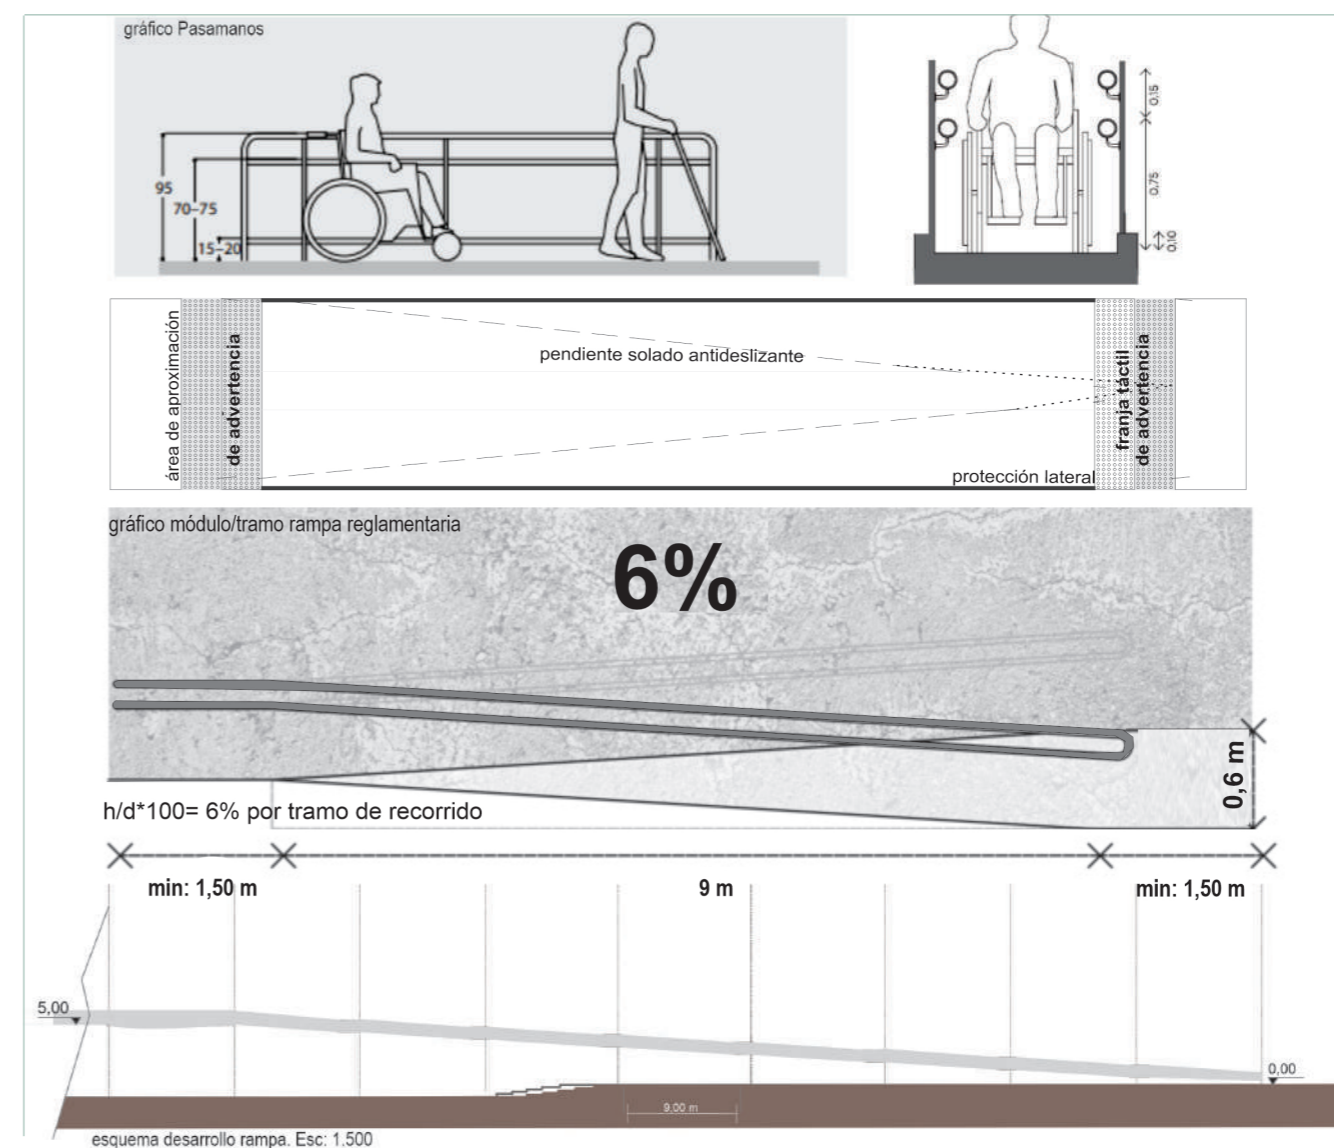 gráfico Pasamanos
95
70–75
15–20
0,15
0,75
0,10
área de aproximación
de advertencia
pendiente solado antideslizante
franja táctil
de advertencia
protección lateral
gráfico módulo/tramo rampa reglamentaria
6%
0,6 m
h/d*100= 6% por tramo de recorrido
min: 1,50 m
9 m
min: 1,50 m
5,00
0,00
9,00 m
esquema desarrollo rampa. Esc: 1.500